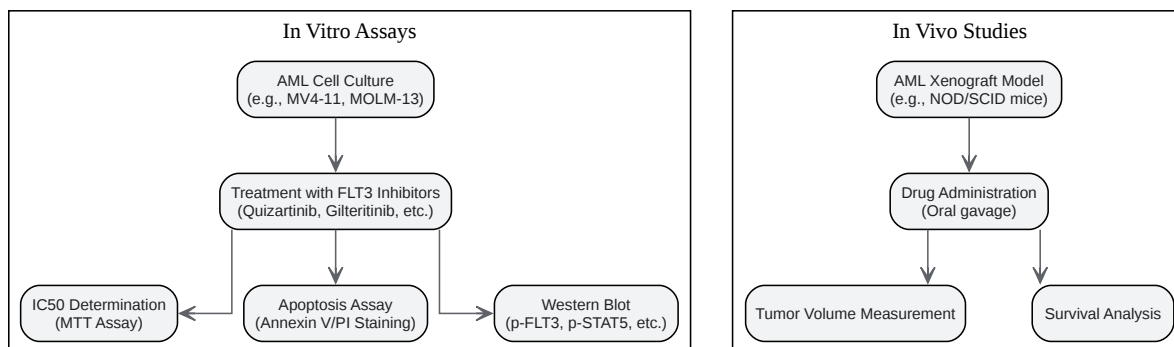 In Vitro Assays
AML Cell Culture
(e.g., MV4-11, MOLM-13)
Treatment with FLT3 Inhibitors
(Quizartinib, Gilteritinib, etc.)
IC50 Determination
(MTT Assay)
Apoptosis Assay
(Annexin V/PI Staining)
Western Blot
(p-FLT3, p-STAT5, etc.)
In Vivo Studies
AML Xenograft Model
(e.g., NOD/SCID mice)
Drug Administration
(Oral gavage)
Tumor Volume Measurement
Survival Analysis